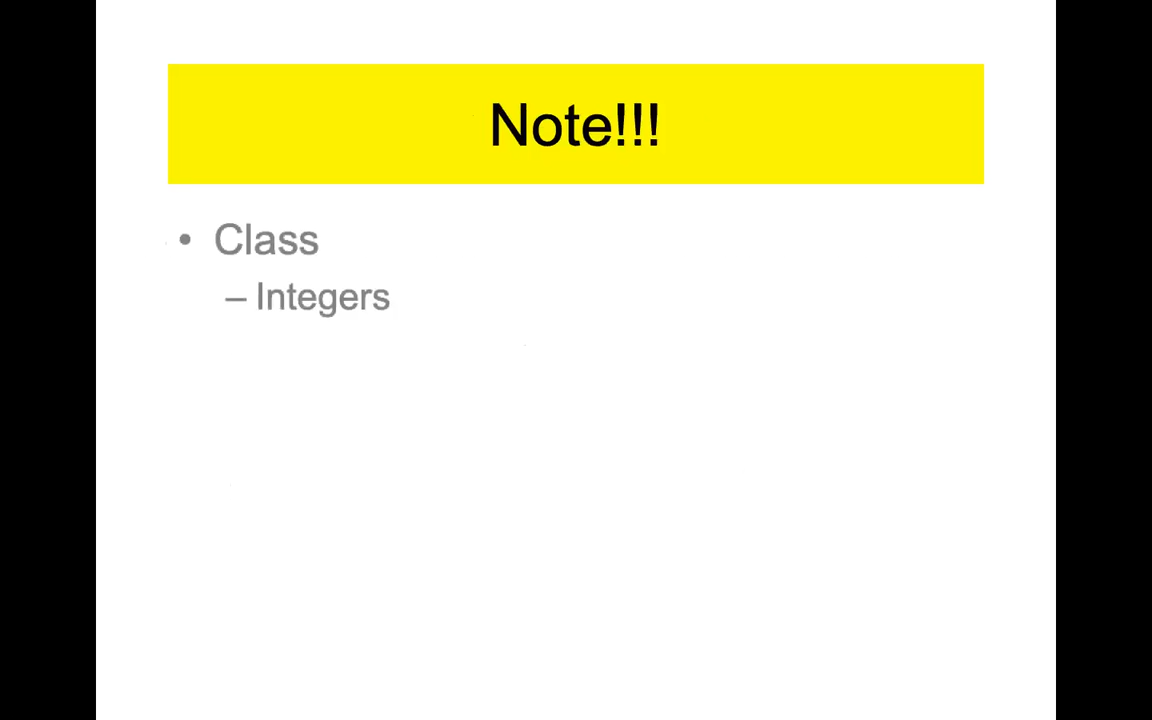 Note!!!
• Class
– Integers